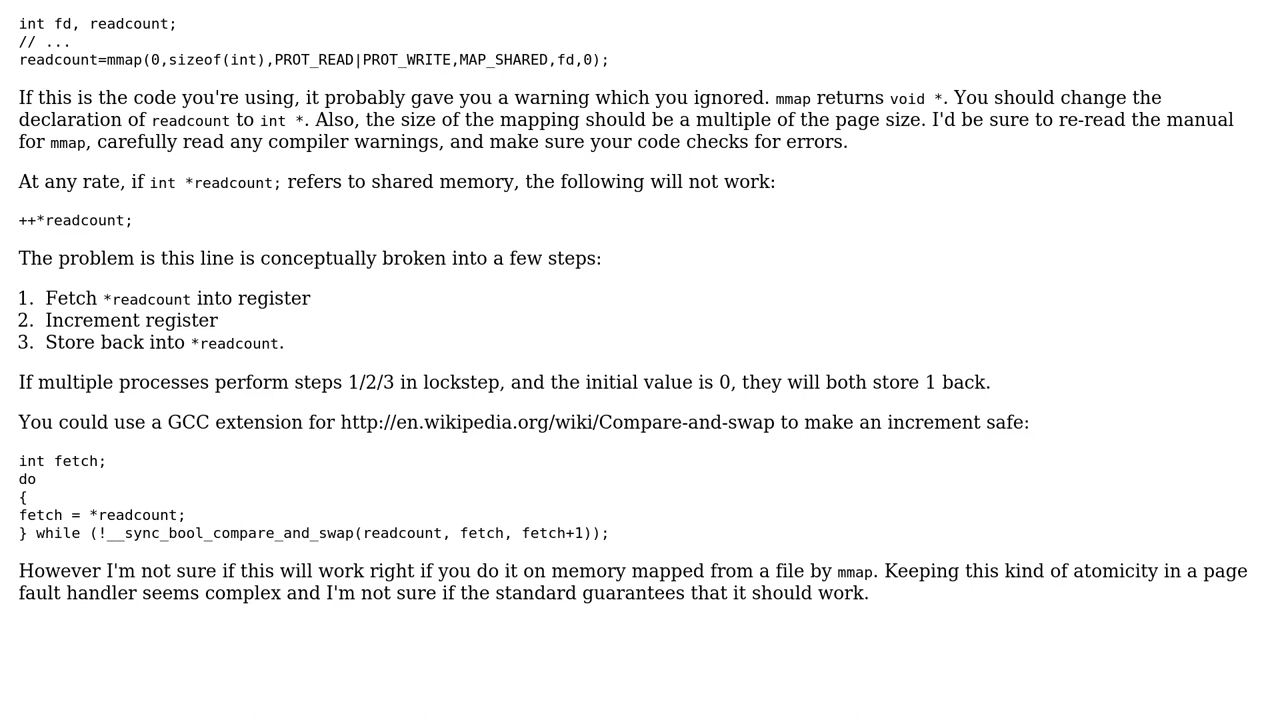 int fd, readcount;
// ...
readcount=mmap(0,sizeof(int),PROT_READ|PROT_WRITE,MAP_SHARED,fd,0);
If this is the code you're using, it probably gave you a warning which you ignored. mmap returns void *. You should change the
declaration of readcount to int *. Also, the size of the mapping should be a multiple of the page size. I'd be sure to re-read the manual
for mmap, carefully read any compiler warnings, and make sure your code checks for errors.
At any rate, if int *readcount; refers to shared memory, the following will not work:
++*readcount;
The problem is this line is conceptually broken into a few steps:
1. Fetch *readcount into register
2. Increment register
3. Store back into *readcount.
If multiple processes perform steps 1/2/3 in lockstep, and the initial value is 0, they will both store 1 back.
You could use a GCC extension for http://en.wikipedia.org/wiki/Compare-and-swap to make an increment safe:
int fetch;
do
{
fetch = *readcount;
} while (!__sync_bool_compare_and_swap(readcount, fetch, fetch+1));
However I'm not sure if this will work right if you do it on memory mapped from a file by mmap. Keeping this kind of atomicity in a page
fault handler seems complex and I'm not sure if the standard guarantees that it should work.